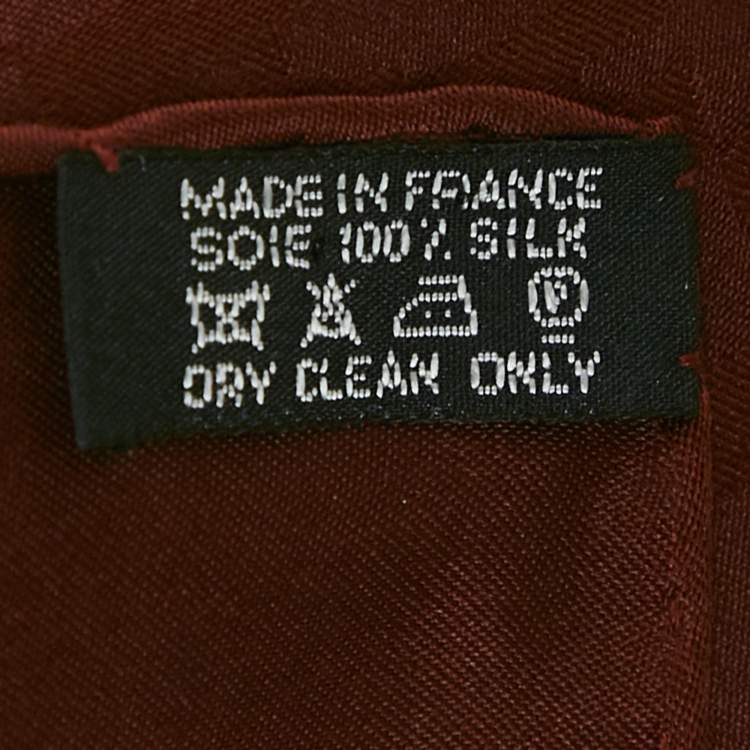 MADE IN FRANCE
SOIE 100% SILK
DRY CLEAN ONLY